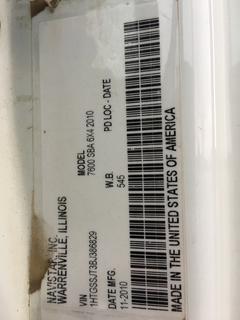 NAVISTAR, INC.
WARRENVILLE, ILLINOIS
VIN
1HTGSSJT3BJ386829
MODEL
7600 SBA 6X4 2010
DATE MFG.
11-2010
W.B.
545
PD LOC - DATE
MADE IN THE UNITED STATES OF AMERICA